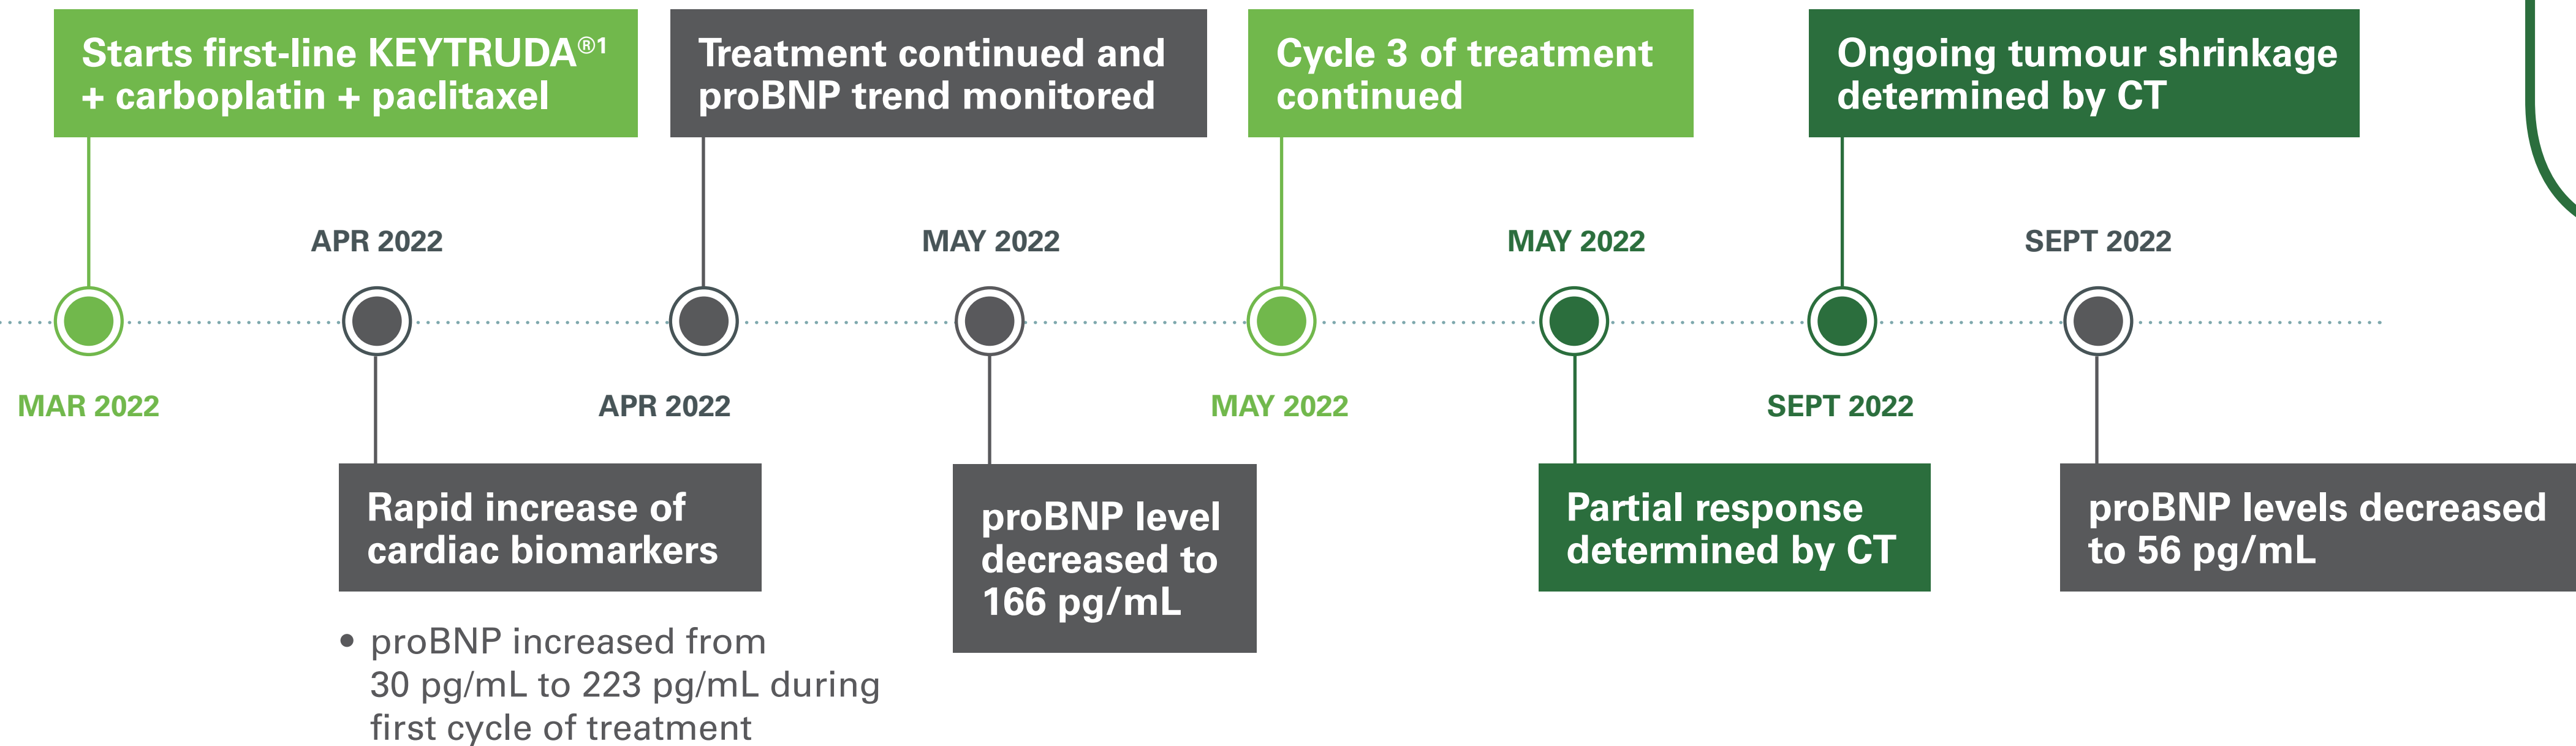 Starts first-line KEYTRUDA®1
+ carboplatin + paclitaxel
Treatment continued and
proBNP trend monitored
Cycle 3 of treatment
continued
Ongoing tumour shrinkage
determined by CT
APR 2022
MAY 2022
MAY 2022
SEPT 2022
MAR 2022
APR 2022
MAY 2022
SEPT 2022
Rapid increase of
cardiac biomarkers
• proBNP increased from
30 pg/mL to 223 pg/mL during
first cycle of treatment
proBNP level
decreased to
166 pg/mL
Partial response
determined by CT
proBNP levels decreased
to 56 pg/mL